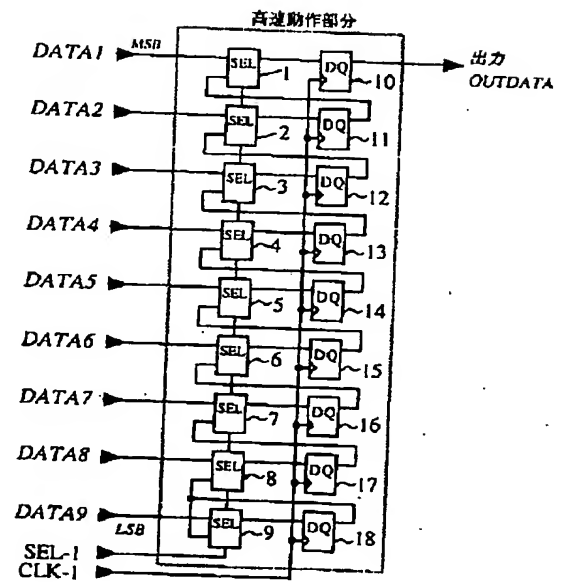 高速動作部分
DATA1 MSB SEL 1 DQ 10 出力
OUTDATA
DATA2 SEL 2 DQ 11
DATA3 SEL 3 DQ 12
DATA4 SEL 4 DQ 13
DATA5 SEL 5 DQ 14
DATA6 SEL 6 DQ 15
DATA7 SEL 7 DQ 16
DATA8 SEL 8 DQ 17
DATA9 LSB SEL 9 DQ 18
SEL-1
CLK-1